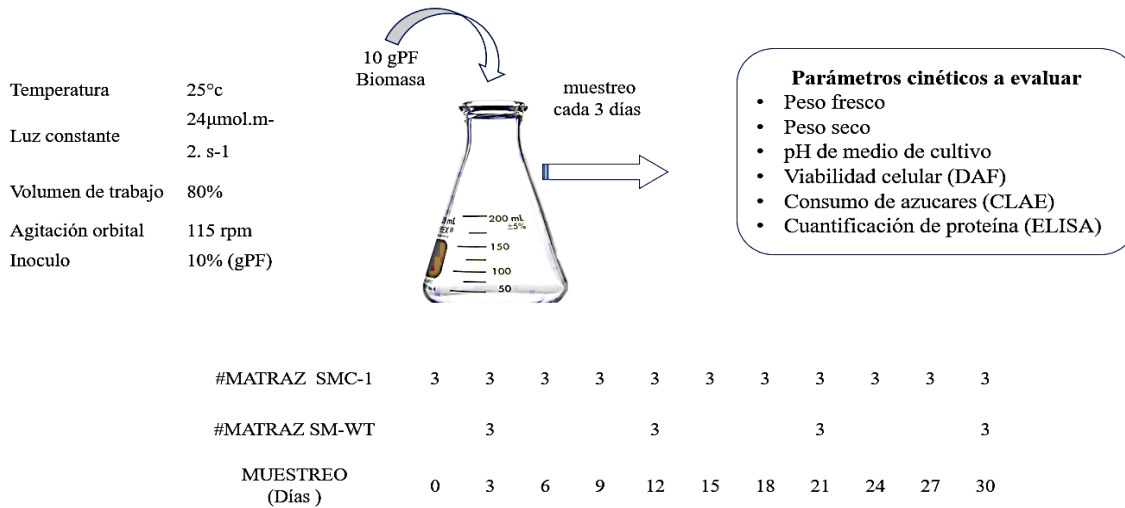 10 gPF
Biomasa
muestreo
cada 3 días
Temperatura 25°c
Luz constante 24µmol.m-
2. s-1
Volumen de trabajo 80%
Agitación orbital 115 rpm
Inoculo 10% (gPF)
200 mL
±5%
150
100
50
Parámetros cinéticos a evaluar
• Peso fresco
• Peso seco
• pH de medio de cultivo
• Viabilidad celular (DAF)
• Consumo de azucares (CLAE)
• Cuantificación de proteína (ELISA)
#MATRAZ SMC-1 3 3 3 3 3 3 3 3 3 3 3
#MATRAZ SM-WT 3 3 3 3
MUESTREO
(Días ) 0 3 6 9 12 15 18 21 24 27 30